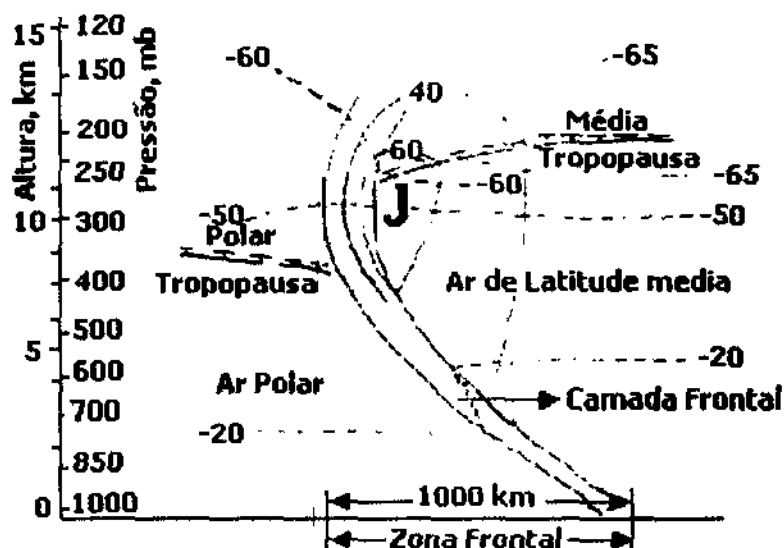 Altura, km
Pressão, mb
15
10
5
0
120
150
200
250
300
400
500
600
700
850
1000
-60
40
-65
Média
Tropopausa
-60
-60
-65
J
-50
-50
Polar
Tropopausa
Ar de Latitude media
-20
Ar Polar
Camada Frontal
-20
1000 km
Zona Frontal